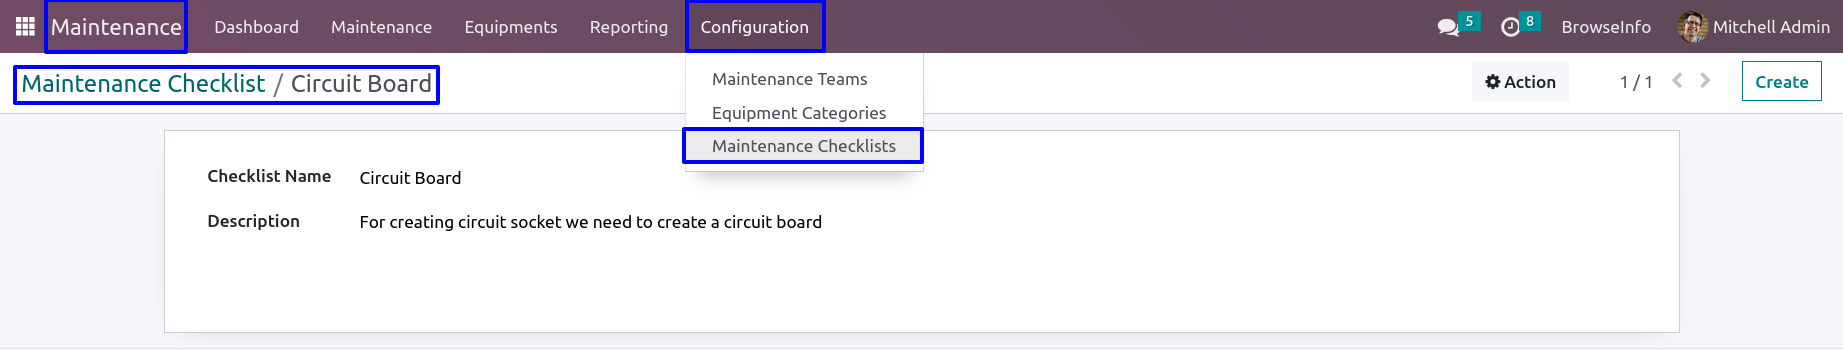 Maintenance Dashboard Maintenance Equipments Reporting Configuration 5 8 BrowseInfo Mitchell Admin
Maintenance Checklist / Circuit Board Action 1 / 1 Create
Maintenance Teams
Equipment Categories
Maintenance Checklists
Checklist Name Circuit Board
Description For creating circuit socket we need to create a circuit board